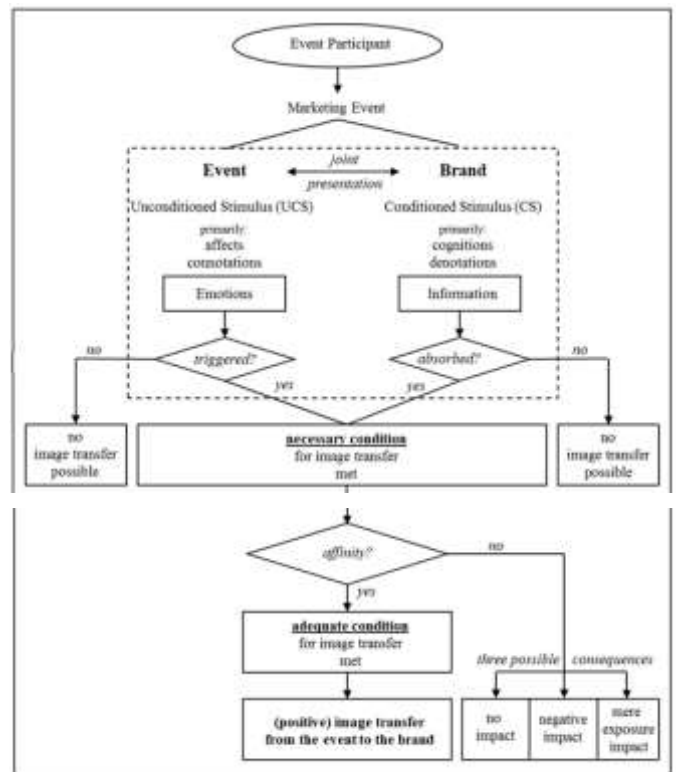 Event Participant
Marketing Event
Event
joint
Brand
presentation
Unconditioned Stimulus (UCS)
Conditioned Stimulus (CS)
primarily:
affects
connotations
primarily:
cognitions
denotations
Emotions
Information
no
triggered?
absorbed?
no
yes
yes
no
image transfer
possible
necessary condition
for image transfer
met
no
image transfer
possible
affinity?
no
yes
adequate condition
for image transfer
met
three possible consequences
(positive) image transfer
from the event to the brand
no
impact
negative
impact
mere
exposure
impact